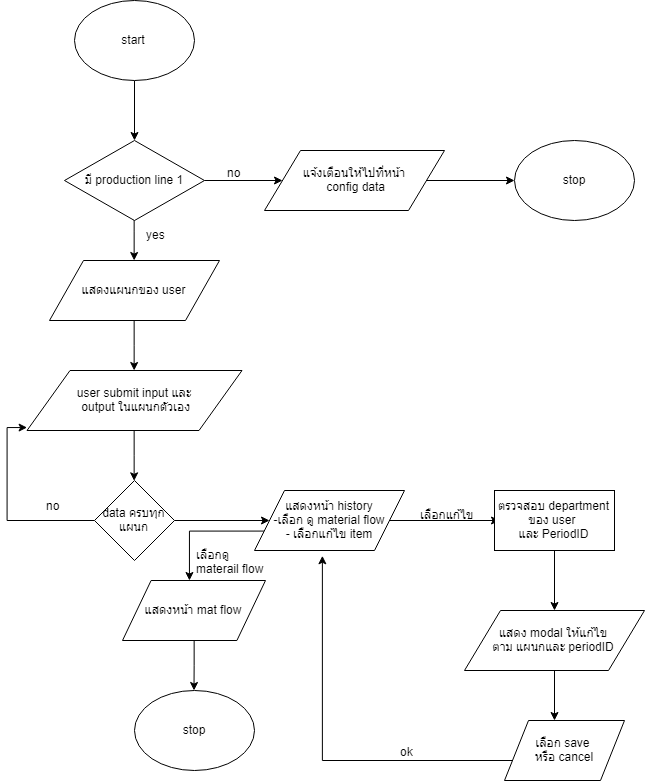 start
มี production line 1
no
แจ้งเตือนให้ไปที่หน้า
config data
stop
yes
แสดงแผนกของ user
user submit input และ
output ในแผนกตัวเอง
no
data ครบทุก
แผนก
แสดงหน้า history
-เลือก ดู material flow
- เลือกแก้ไข item
เลือกแก้ไข
ตรวจสอบ department
ของ user
และ PeriodID
เลือกดู
materail flow
แสดงหน้า mat flow
แสดง modal ให้แก้ไข
ตาม แผนกและ periodID
stop
เลือก save
หรือ cancel
ok